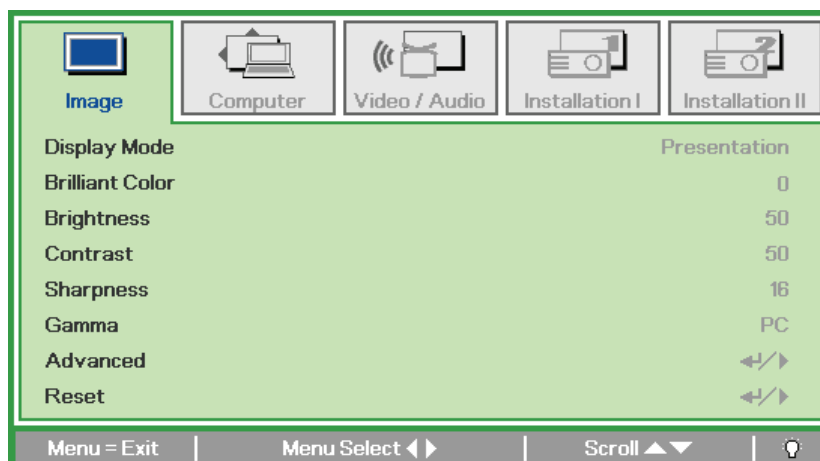 Image Computer Video / Audio Installation I Installation II
Display Mode Presentation
Brilliant Color 0
Brightness 50
Contrast 50
Sharpness 16
Gamma PC
Advanced
Reset
Menu = Exit Menu Select Scroll